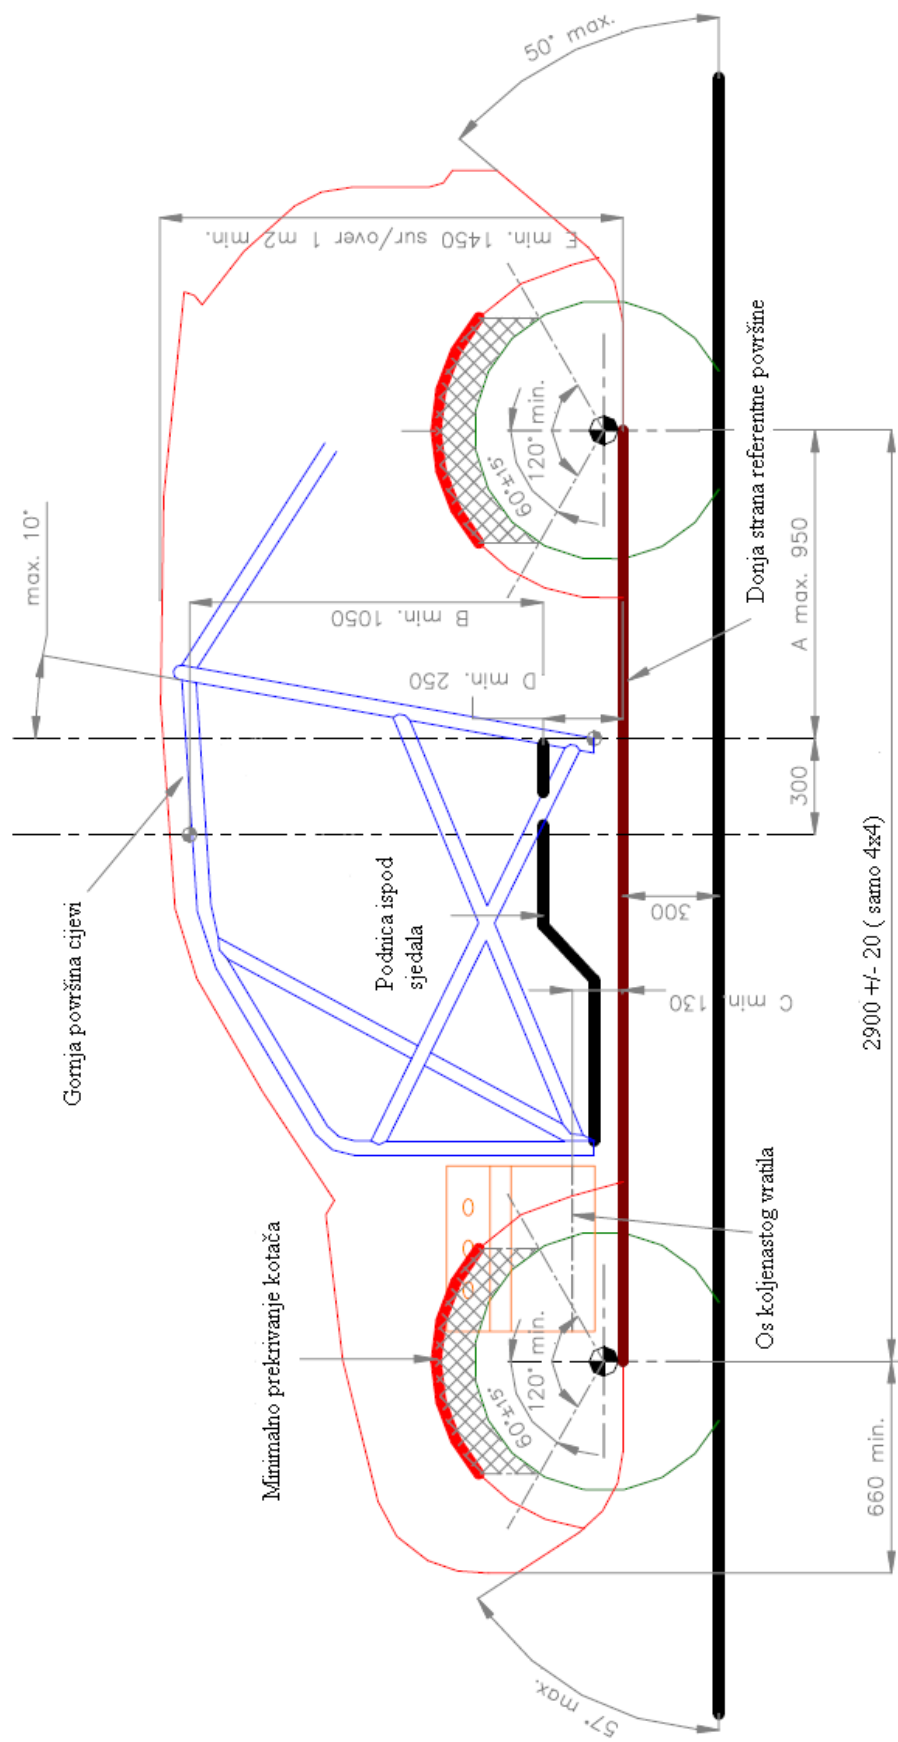 50° max.
E min. 1450 sur/over 1 m2 min.
max. 10°
120° min.
60°±15°
Donja strana referentne površine
B min. 1050
D min. 250
A max. 950
300
Gornja površina cijevi
Podnica ispod
sjedala
300
C min. 130
2900 +/- 20 ( samo 4x4)
Minimalno prekrivanje kotača
120° min.
60°±15°
Os koljenastog vratila
660 min.
57° max.